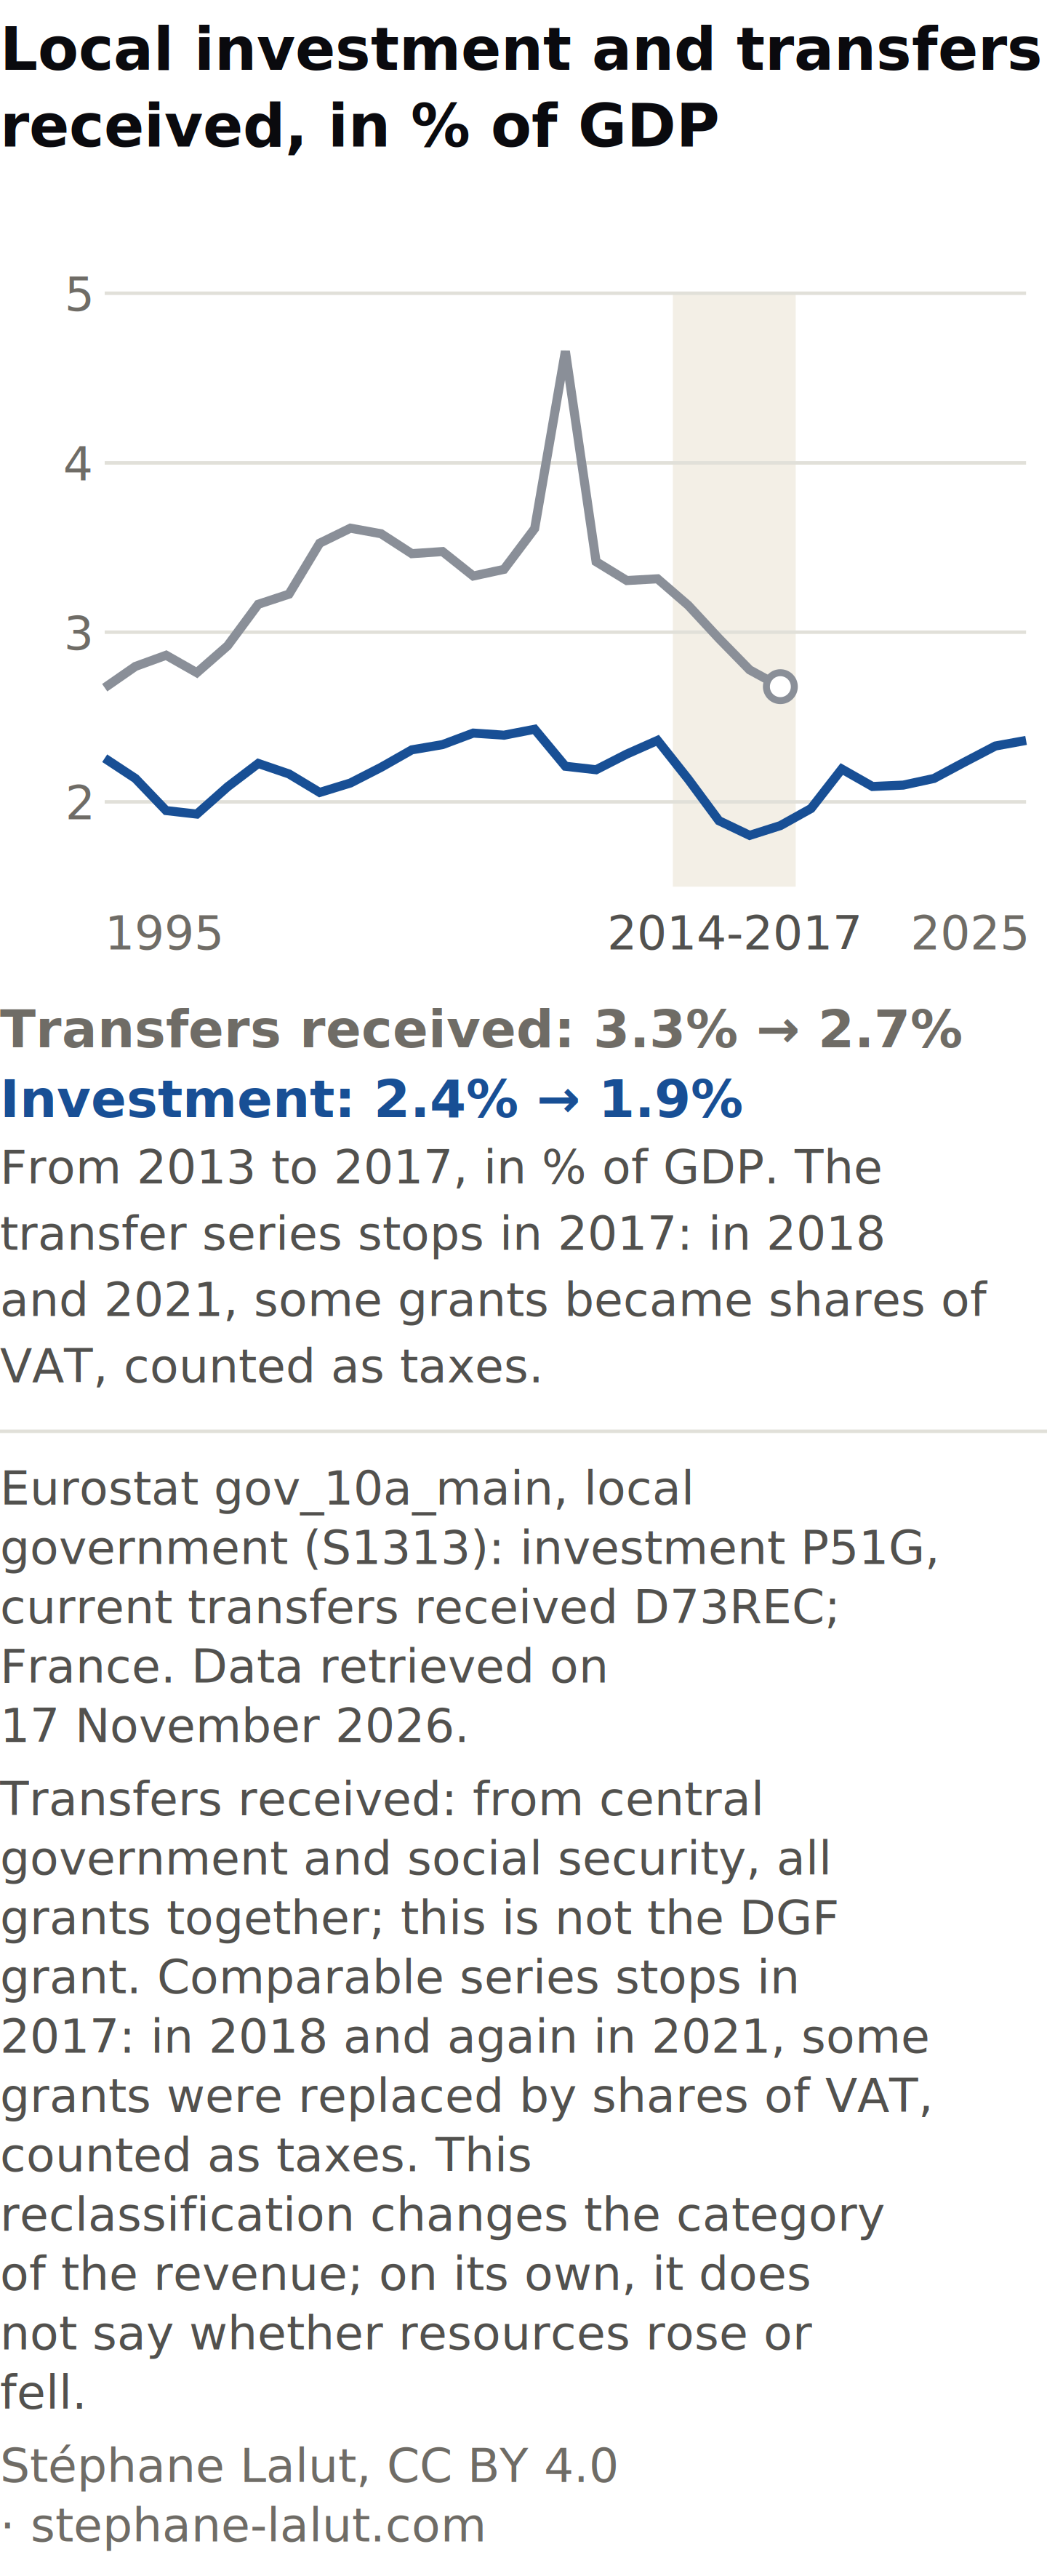 Local investment and transfers
received, in % of GDP
5
4
3
2
1995
2014-2017
2025
Transfers received: 3.3% → 2.7%
Investment: 2.4% → 1.9%
From 2013 to 2017, in % of GDP. The
transfer series stops in 2017: in 2018
and 2021, some grants became shares of
VAT, counted as taxes.
Eurostat gov_10a_main, local
government (S1313): investment P51G,
current transfers received D73REC;
France. Data retrieved on
17 November 2026.
Transfers received: from central
government and social security, all
grants together; this is not the DGF
grant. Comparable series stops in
2017: in 2018 and again in 2021, some
grants were replaced by shares of VAT,
counted as taxes. This
reclassification changes the category
of the revenue; on its own, it does
not say whether resources rose or
fell.
Stéphane Lalut, CC BY 4.0
· stephane-lalut.com